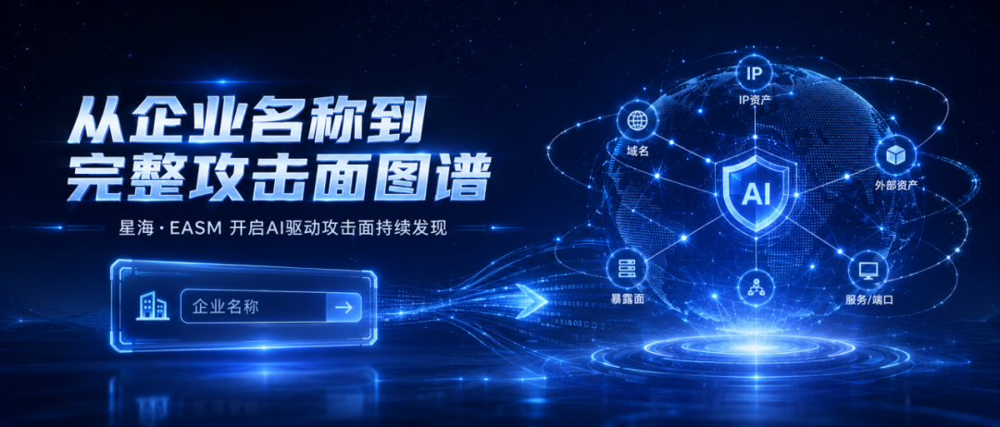 从企业名称到
完整攻击面图谱
星海·EASM 开启AI驱动攻击面持续发现
企业名称
IP
IP资产
域名
外部资产
AI
暴露面
服务/端口